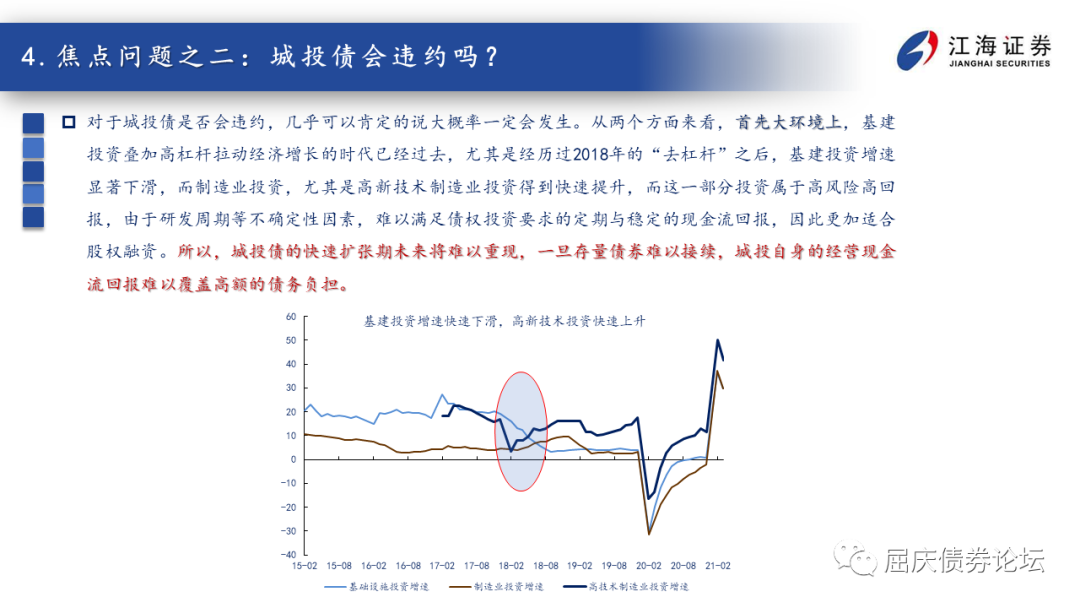 4. 焦点问题之二：城投债会违约吗？
江海证券
JIANGHAI SECURITIES
对于城投债是否会违约，几乎可以肯定的说大概率一定会发生。从两个方面来看，首先大环境上，基建
投资叠加高杠杆拉动经济增长的时代已经过去，尤其是经历过2018年的“去杠杆”之后，基建投资增速
显著下滑，而制造业投资，尤其是高新技术制造业投资得到快速提升，而这一部分投资属于高风险高回
报，由于研发周期等不确定性因素，难以满足债权投资要求的定期与稳定的现金流回报，因此更加适合
股权融资。所以，城投债的快速扩张期未来将难以重现，一旦存量债券难以接续，城投自身的经营现金
流回报难以覆盖高额的债务负担。
基建投资增速快速下滑，高新技术投资快速上升
60
50
40
30
20
10
0
-10
-20
-30
-40
15-02 15-08 16-02 16-08 17-02 17-08 18-02 18-08 19-02 19-08 20-02 20-08 21-02
基础设施投资增速 制造业投资增速 高技术制造业投资增速
屈庆债券论坛